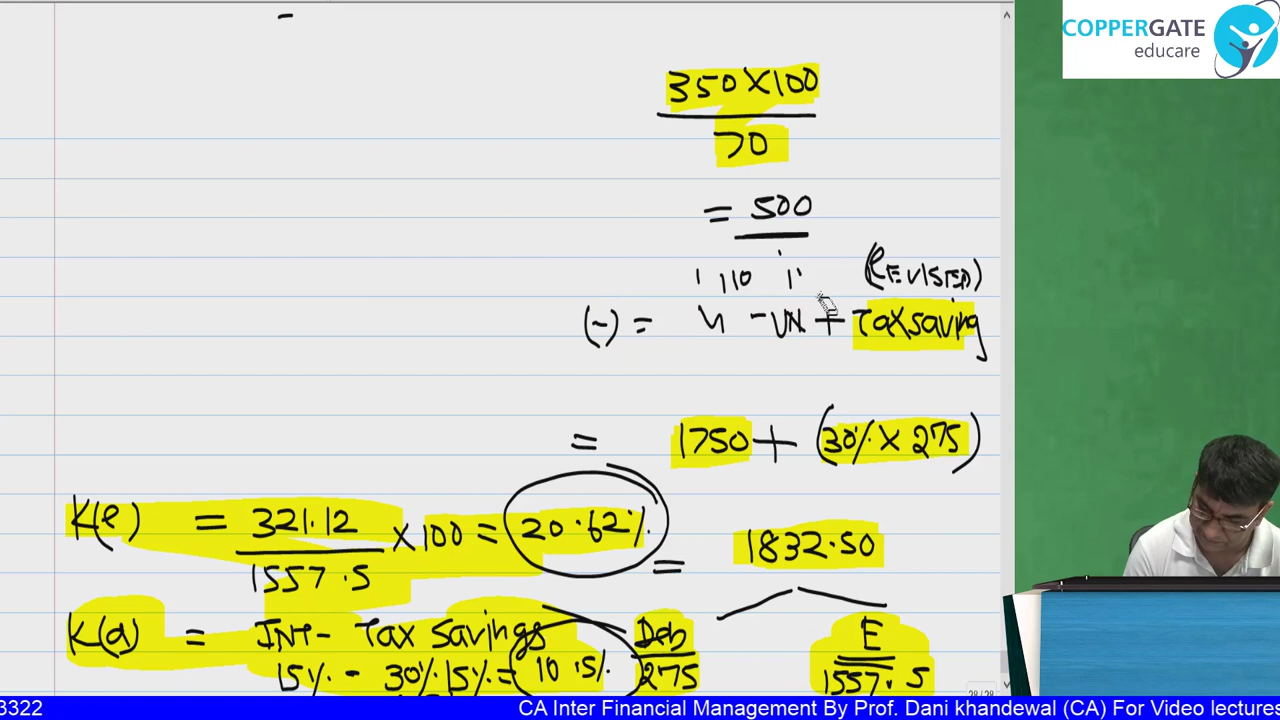 COPPERGATE
educare
350 X 100
70
= 500
(REVISED)
(-) = + Tax saving
= 1750 + (30% X 275)
K(e) = 321.12 X 100 = 20.62%
1557.5
= 1832.50
K(d) = INT - Tax Savings
15% - 30% 15% = 10.5%
Deb
275
E
1557.5
3322
CA Inter Financial Management By Prof. Dani khandewal (CA) For Video lectures